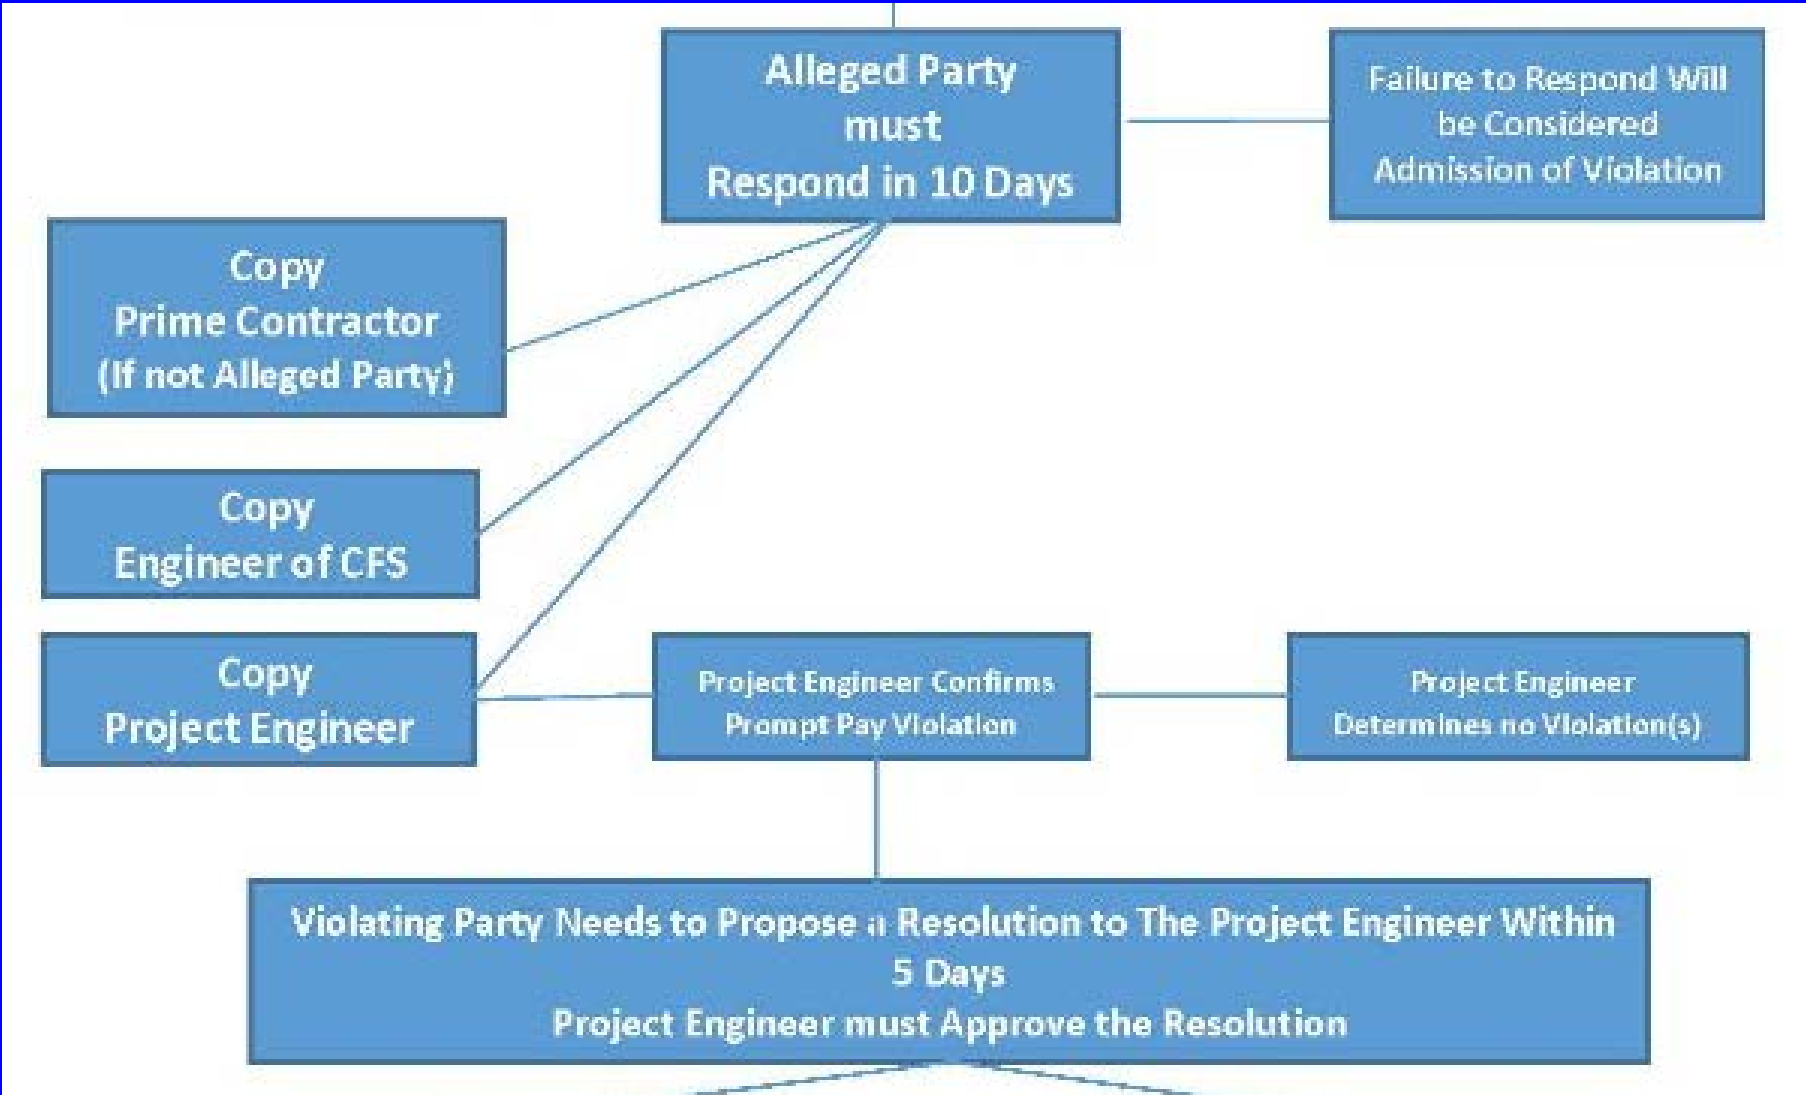 Alleged Party
must
Respond in 10 Days
Failure to Respond Will
be Considered
Admission of Violation
Copy
Prime Contractor
(If not Alleged Party)
Copy
Engineer of CFS
Copy
Project Engineer
Project Engineer Confirms
Prompt Pay Violation
Project Engineer
Determines no Violation(s)
Violating Party Needs to Propose a Resolution to The Project Engineer Within
5 Days
Project Engineer must Approve the Resolution